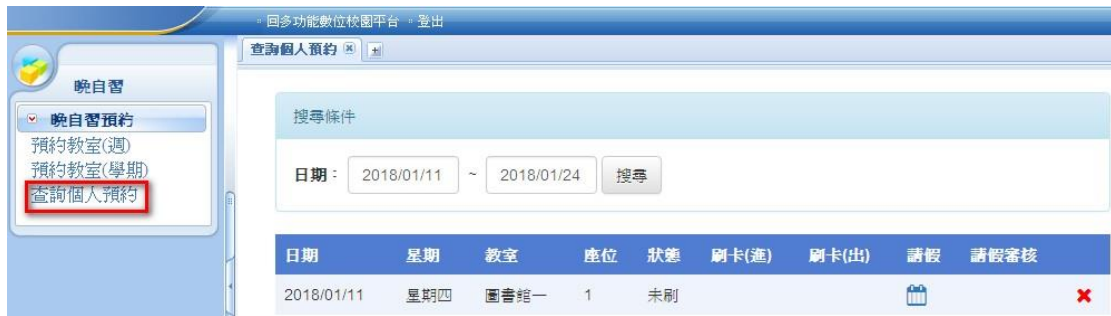 回多功能數位校園平台 登出
查詢個人預約
晚自習
晚自習預約
預約教室(週)
預約教室(學期)
查詢個人預約
搜尋條件
日期： 2018/01/11 ~ 2018/01/24 搜尋
日期 星期 教室 座位 狀態 刷卡(進) 刷卡(出) 請假 請假審核
2018/01/11 星期四 圖書館一 1 未刷